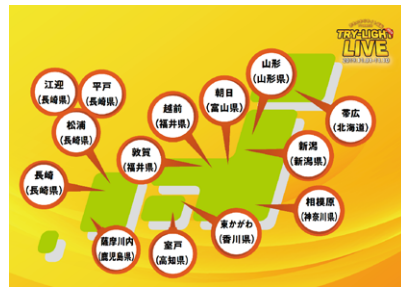 TRY-LIGHT
LIVE
山形
(山形県)
朝日
(富山県)
江迎
(長崎県)
平戸
(長崎県)
越前
(福井県)
帯広
(北海道)
松浦
(長崎県)
敦賀
(福井県)
新潟
(新潟県)
長崎
(長崎県)
相模原
(神奈川県)
薩摩川内
(鹿児島県)
室戸
(高知県)
東かがわ
(香川県)